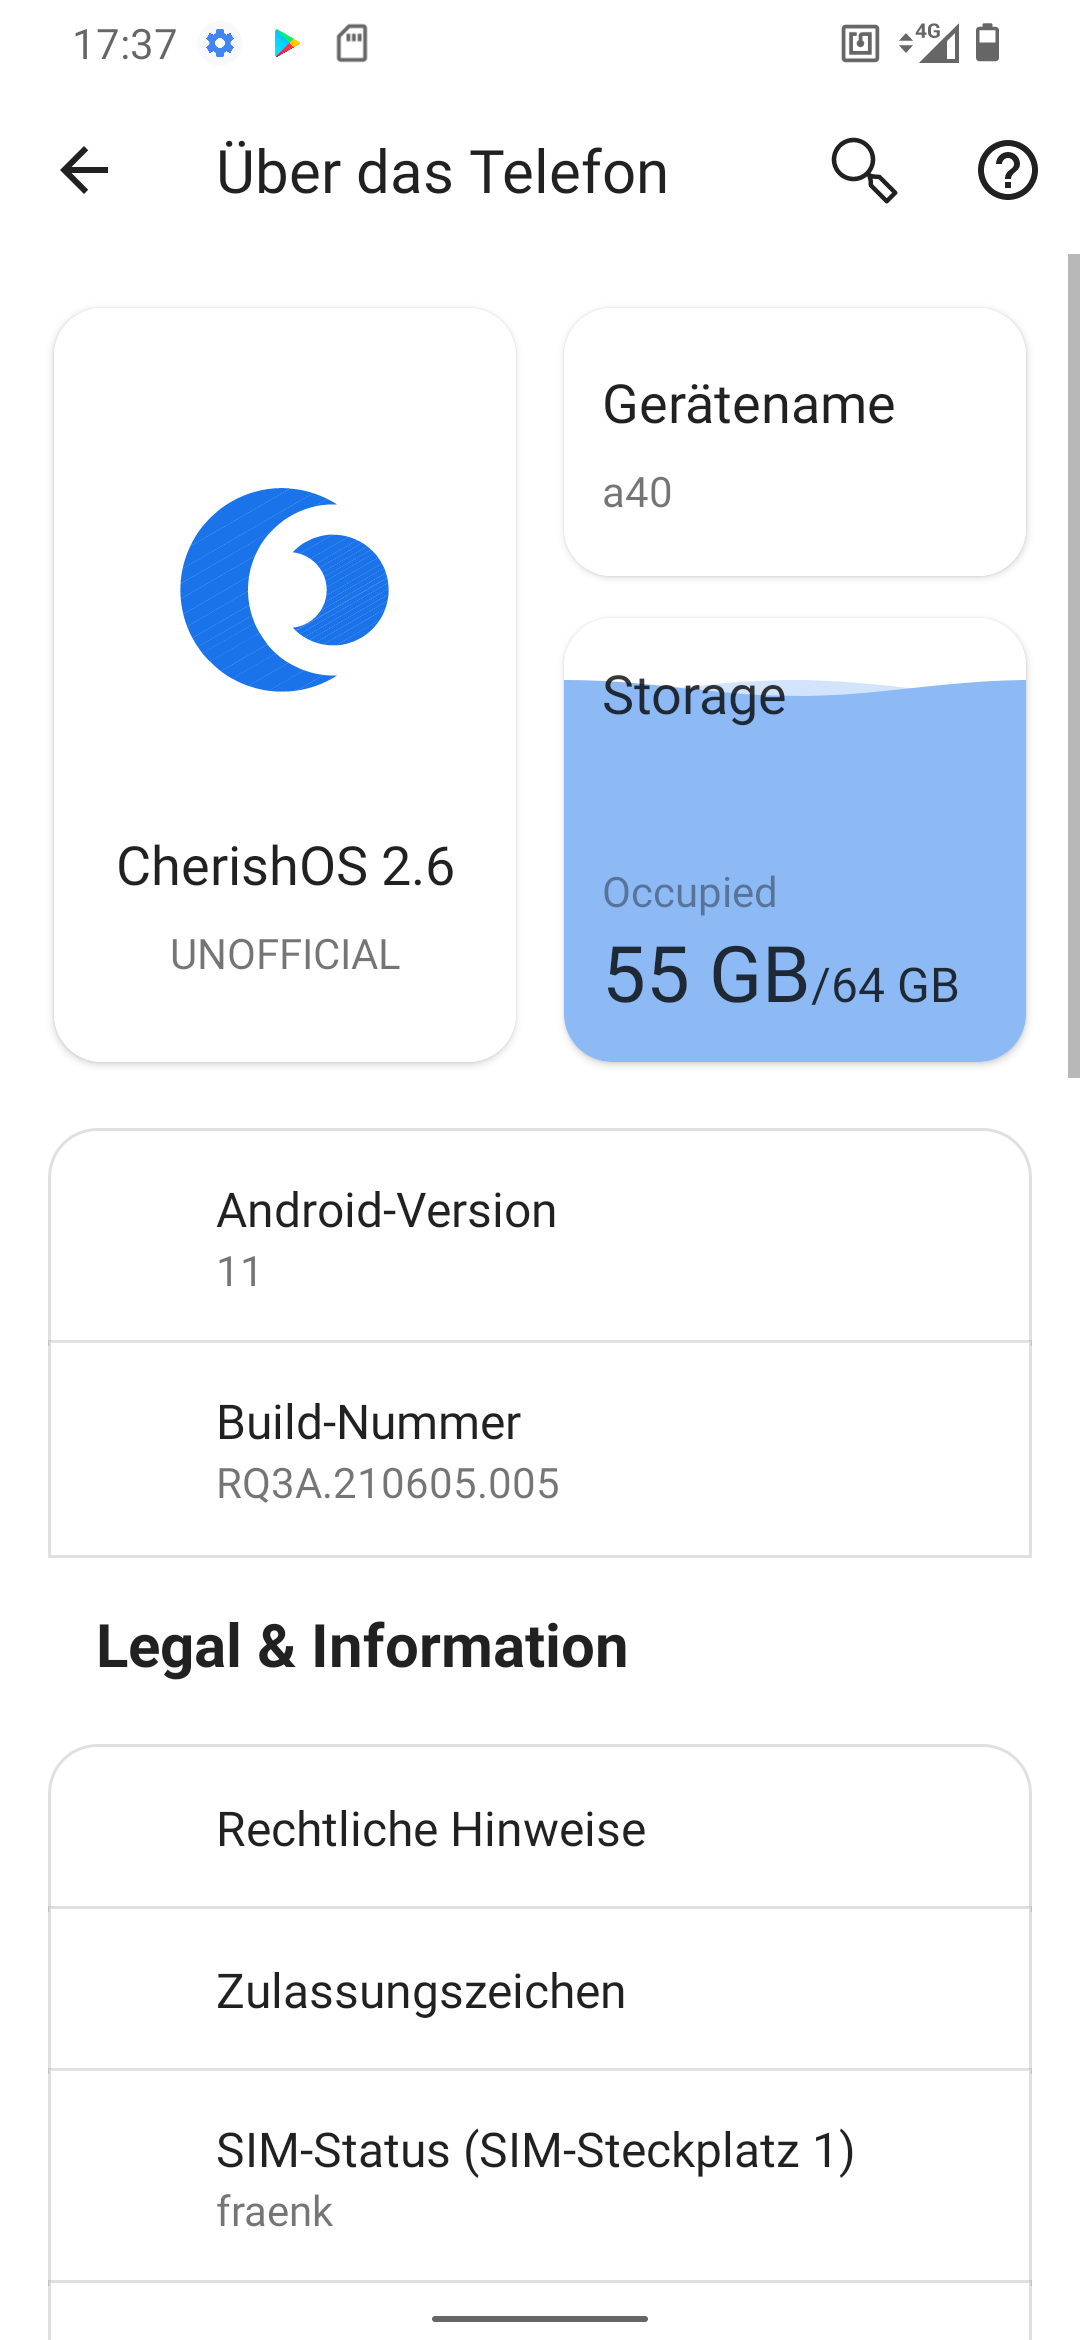 17:37
4G
Über das Telefon
CherishOS 2.6
UNOFFICIAL
Gerätename
a40
Storage
Occupied
55 GB/64 GB
Android-Version
11
Build-Nummer
RQ3A.210605.005
Legal & Information
Rechtliche Hinweise
Zulassungszeichen
SIM-Status (SIM-Steckplatz 1)
fraenk